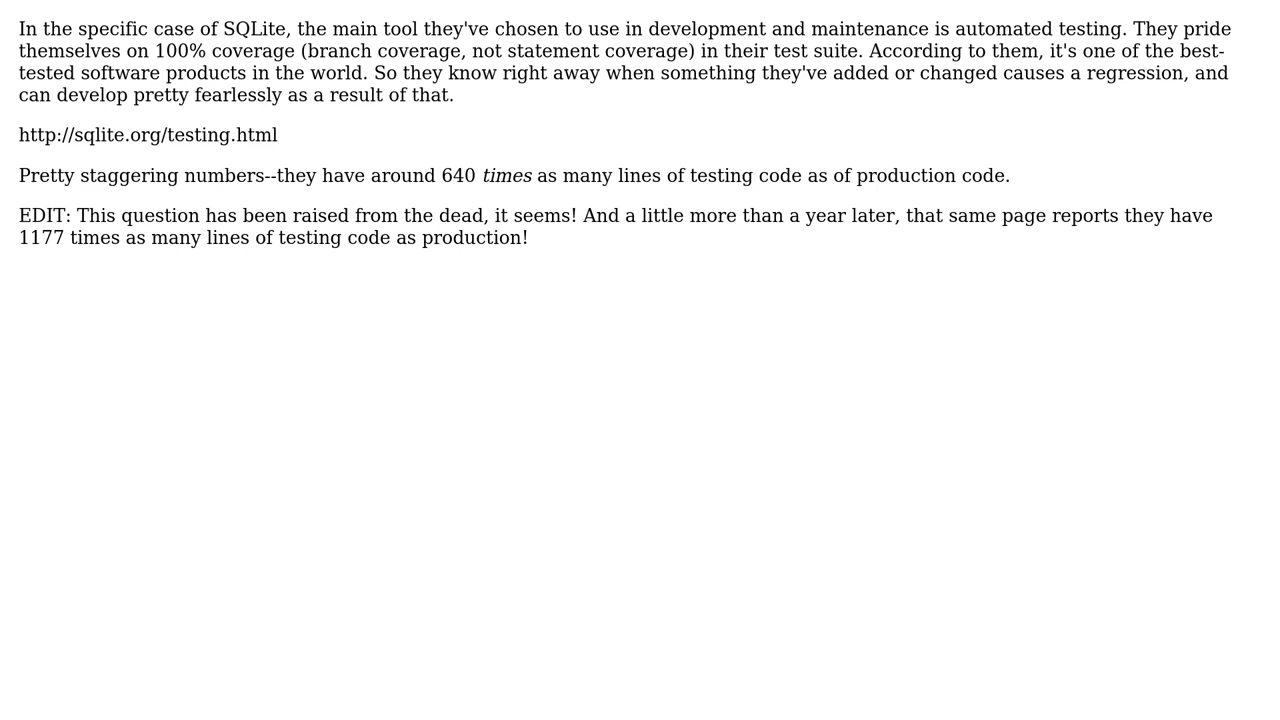 In the specific case of SQLite, the main tool they've chosen to use in development and maintenance is automated testing. They pride
themselves on 100% coverage (branch coverage, not statement coverage) in their test suite. According to them, it's one of the best-
tested software products in the world. So they know right away when something they've added or changed causes a regression, and
can develop pretty fearlessly as a result of that.
http://sqlite.org/testing.html
Pretty staggering numbers--they have around 640 times as many lines of testing code as of production code.
EDIT: This question has been raised from the dead, it seems! And a little more than a year later, that same page reports they have
1177 times as many lines of testing code as production!